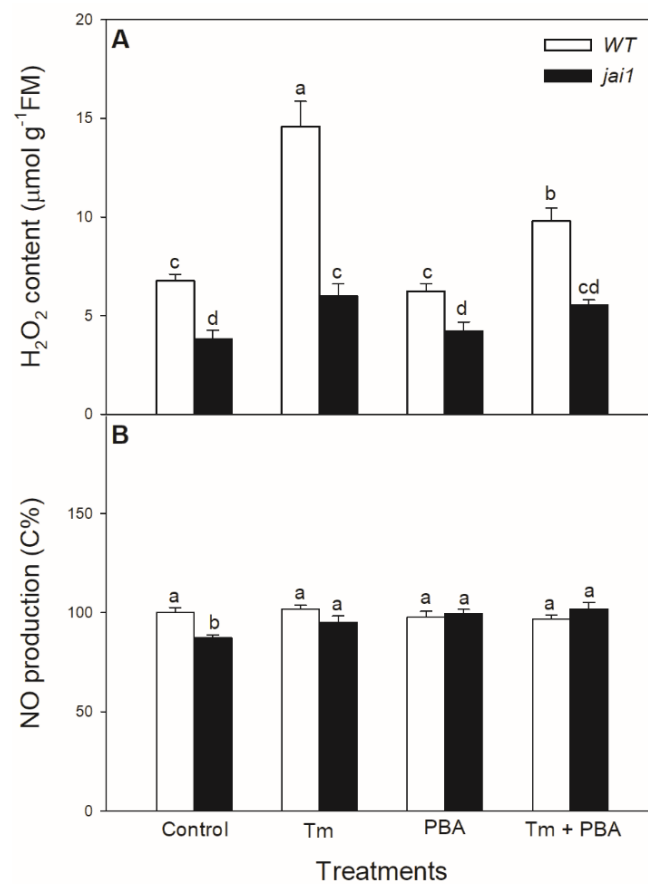 A
WT
jai1
H₂O₂ content (μmol g⁻¹FM)
20
15
10
5
0
a
b
c
c
c
cd
d
d
B
NO production (C%)
150
100
50
0
a
b
a
a
a
a
a
a
Control
Tm
PBA
Tm + PBA
Treatments